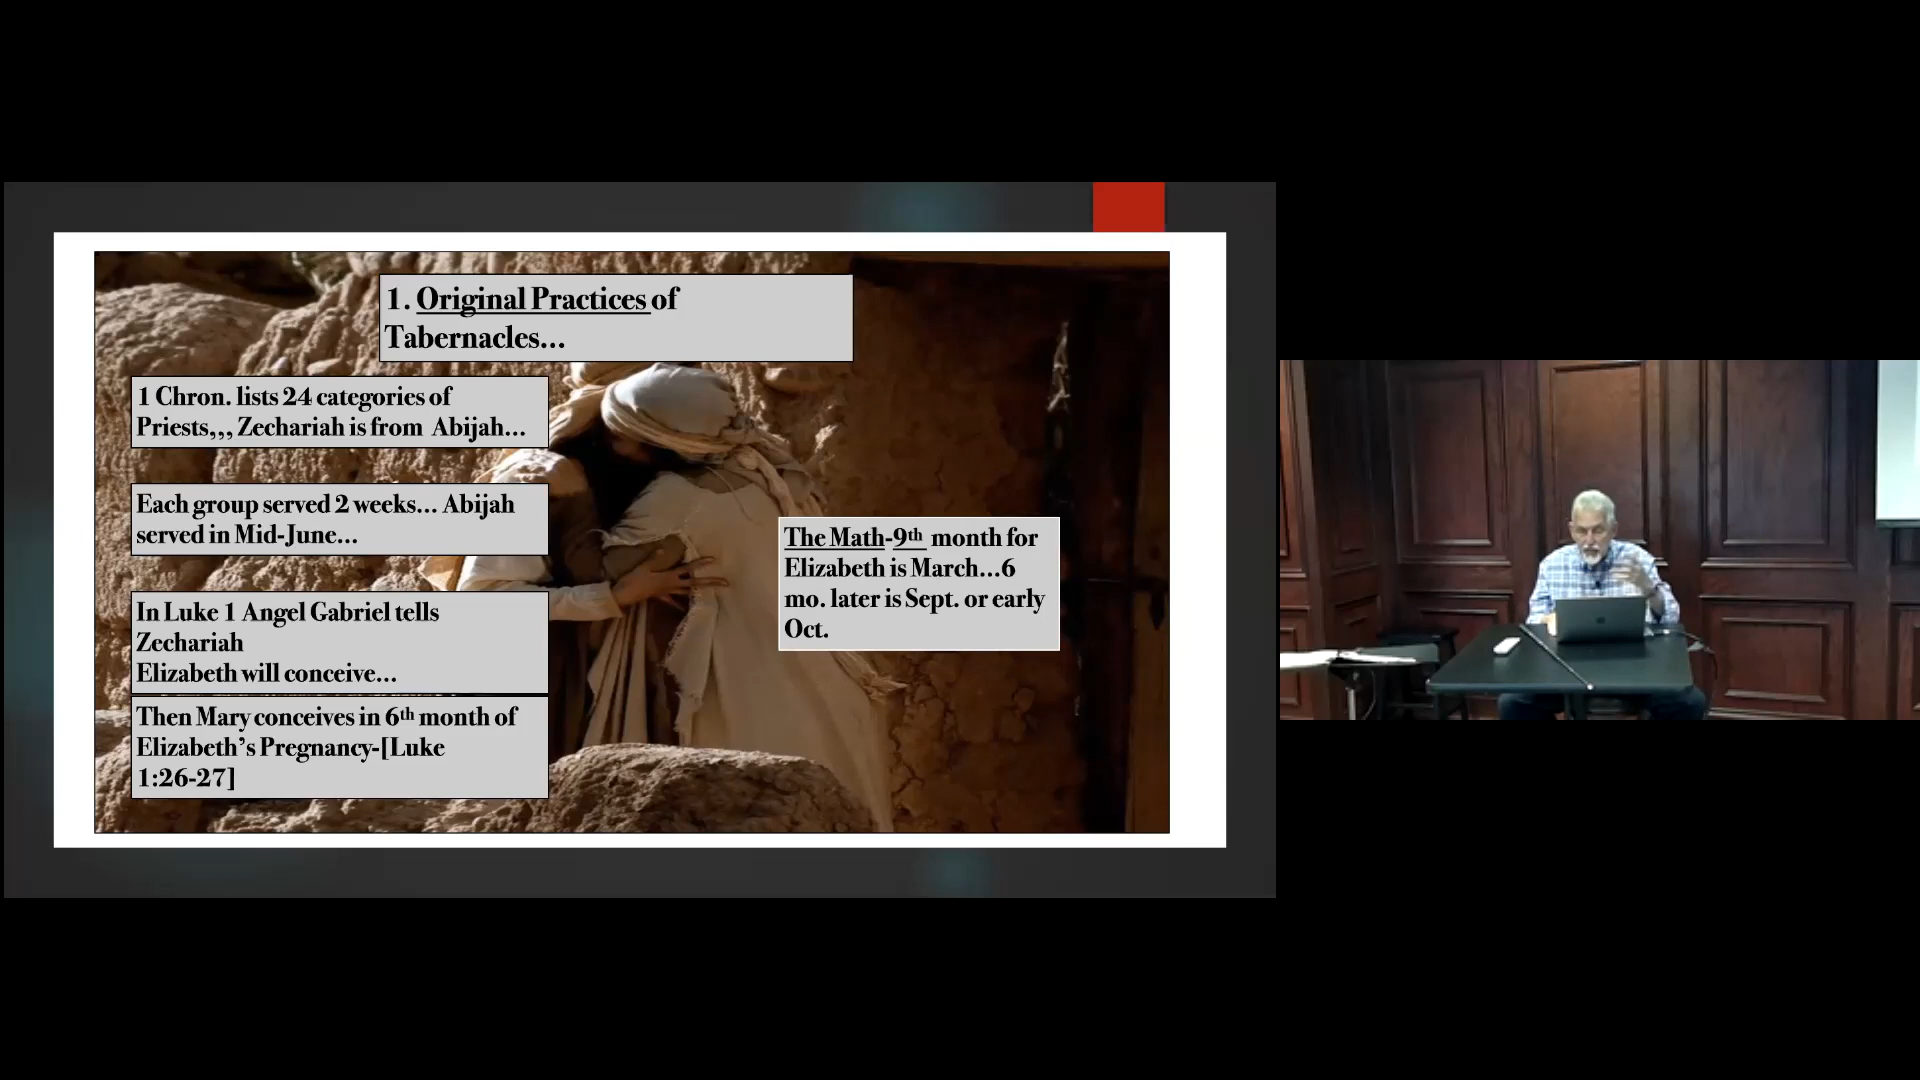 1. Original Practices of
Tabernacles...
1 Chron. lists 24 categories of
Priests,,, Zechariah is from Abijah...
Each group served 2 weeks... Abijah
served in Mid-June...
In Luke 1 Angel Gabriel tells
Zechariah
Elizabeth will conceive...
Then Mary conceives in 6th month of
Elizabeth's Pregnancy-[Luke
1:26-27]
The Math-9th month for
Elizabeth is March...6
mo. later is Sept. or early
Oct.